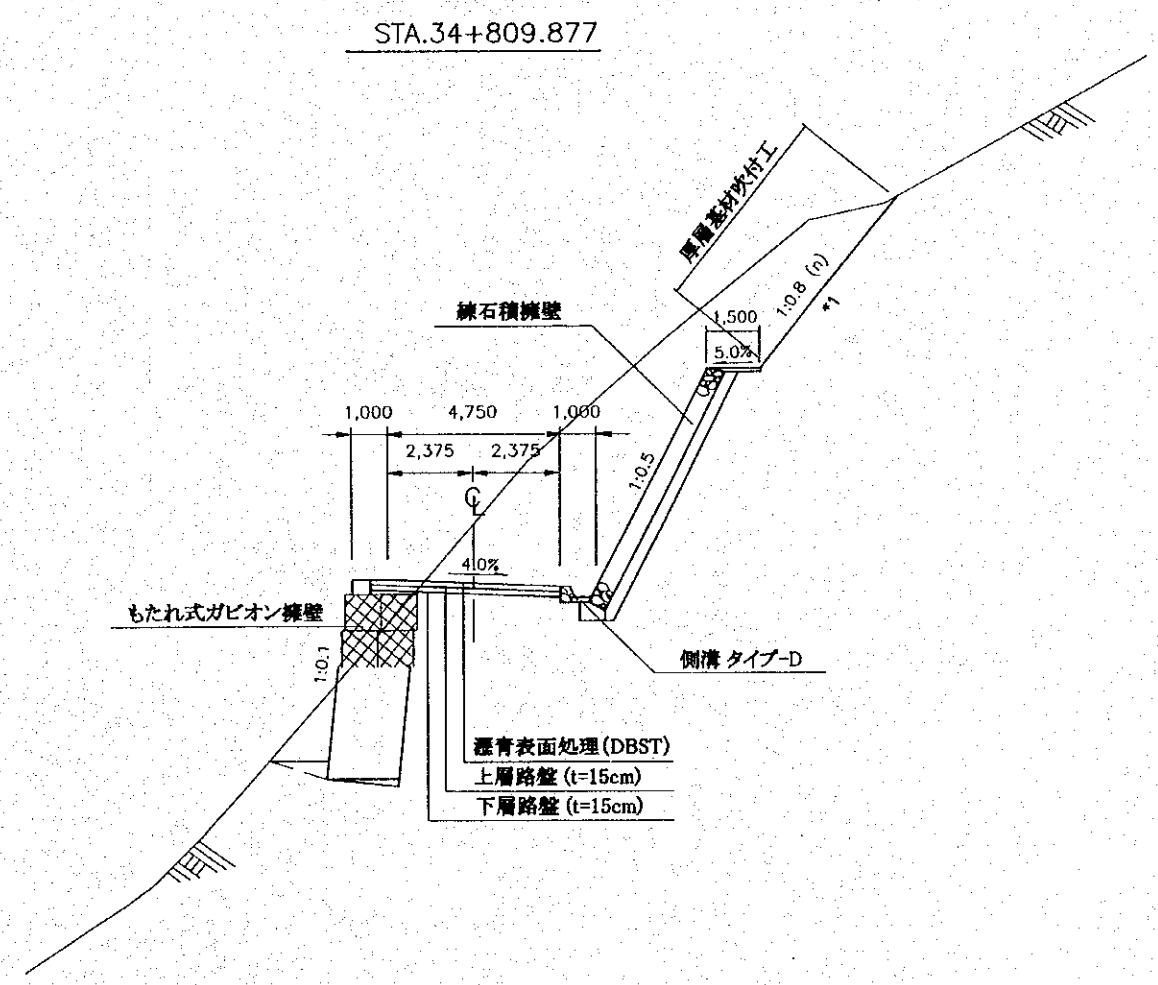 STA.34+809.877
厚層基材吹付工
1:0.8 (n)
*1
練石積擁壁
1,500
5.0%
1,000
4,750
1,000
2,375
2,375
1:0.5
CL
4.0%
もたれ式ガビオン擁壁
1:0.1
側溝 タイプ-D
瀝青表面処理(DBST)
上層路盤 (t=15cm)
下層路盤 (t=15cm)